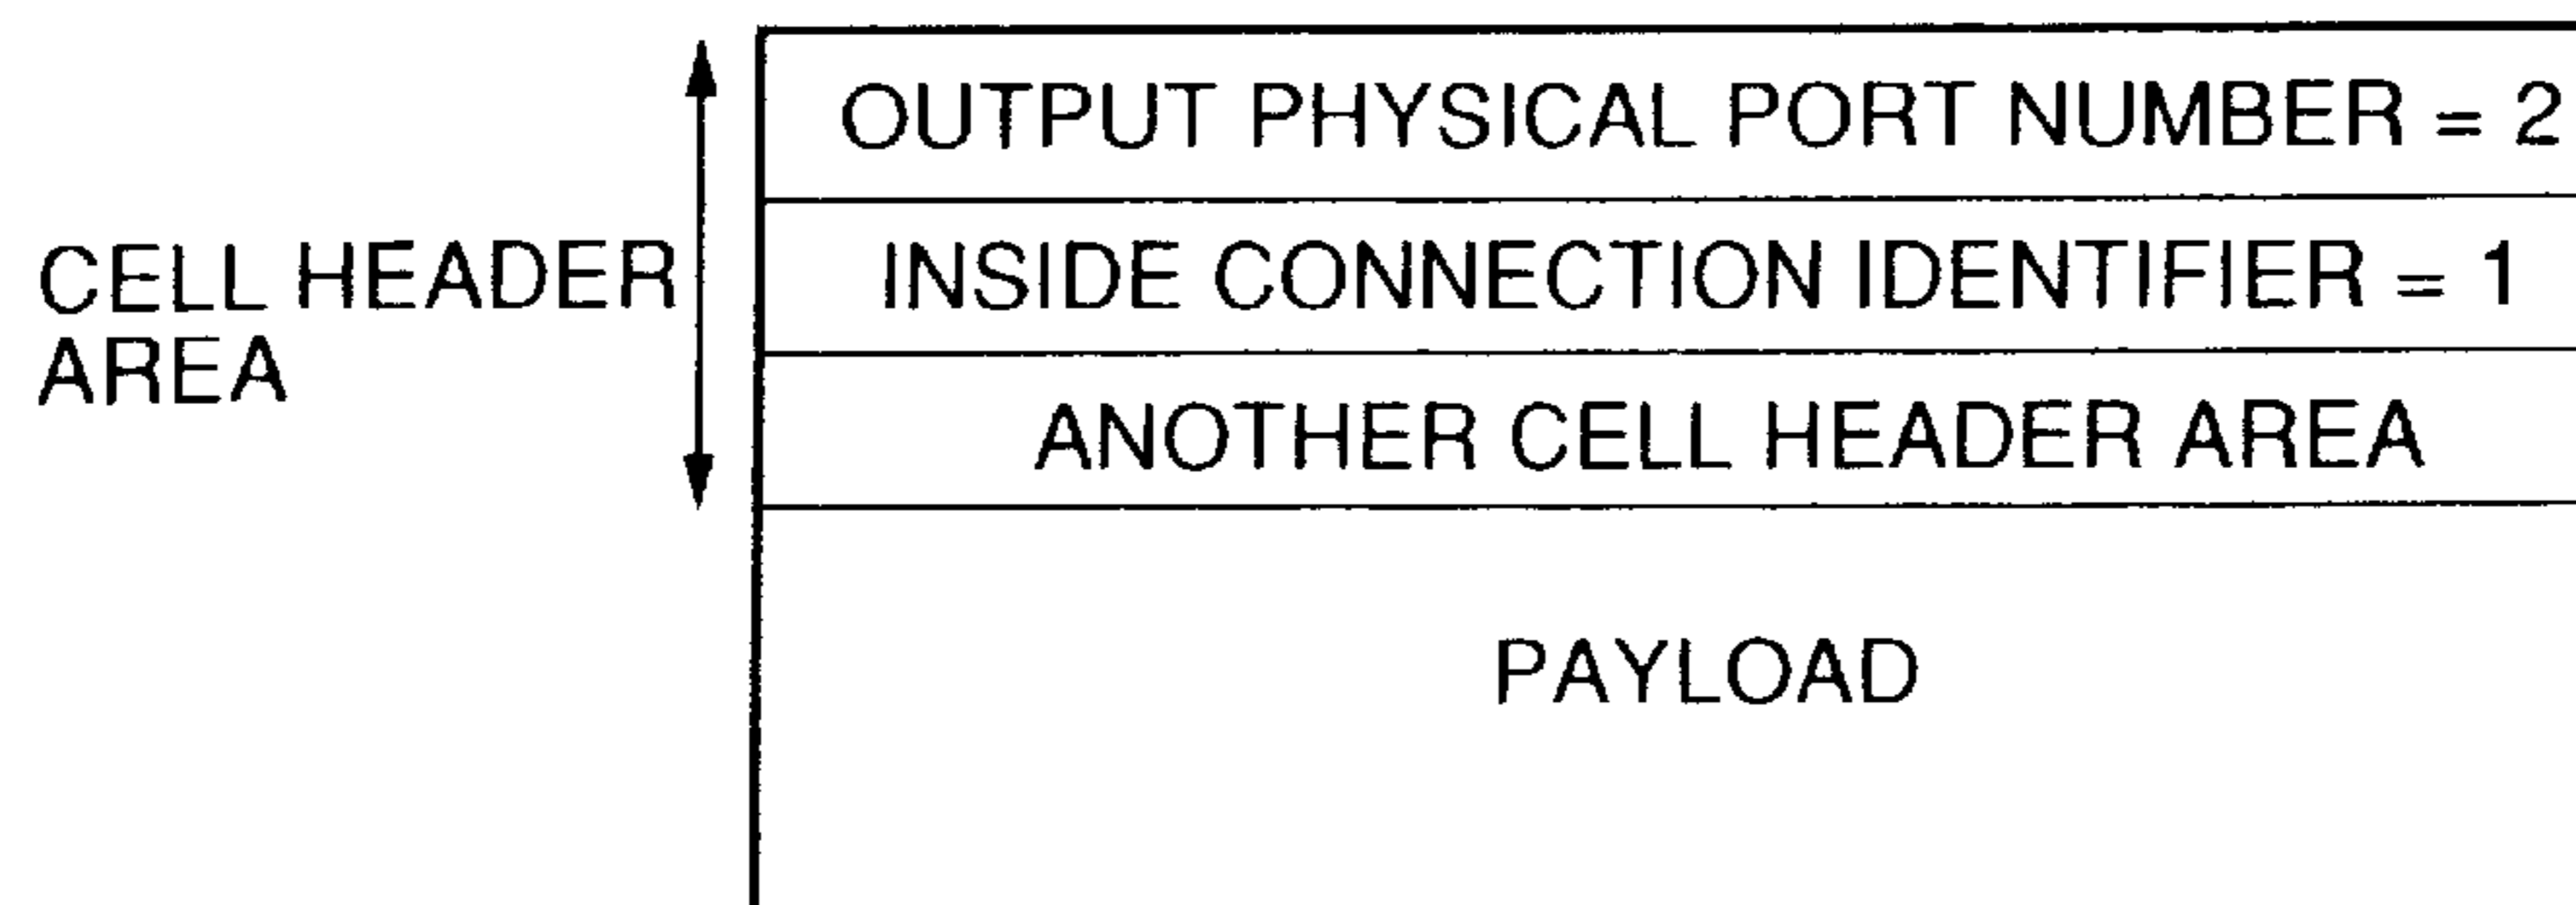 OUTPUT PHYSICAL PORT NUMBER = 2
INSIDE CONNECTION IDENTIFIER = 1
CELL HEADER
AREA
ANOTHER CELL HEADER AREA
PAYLOAD